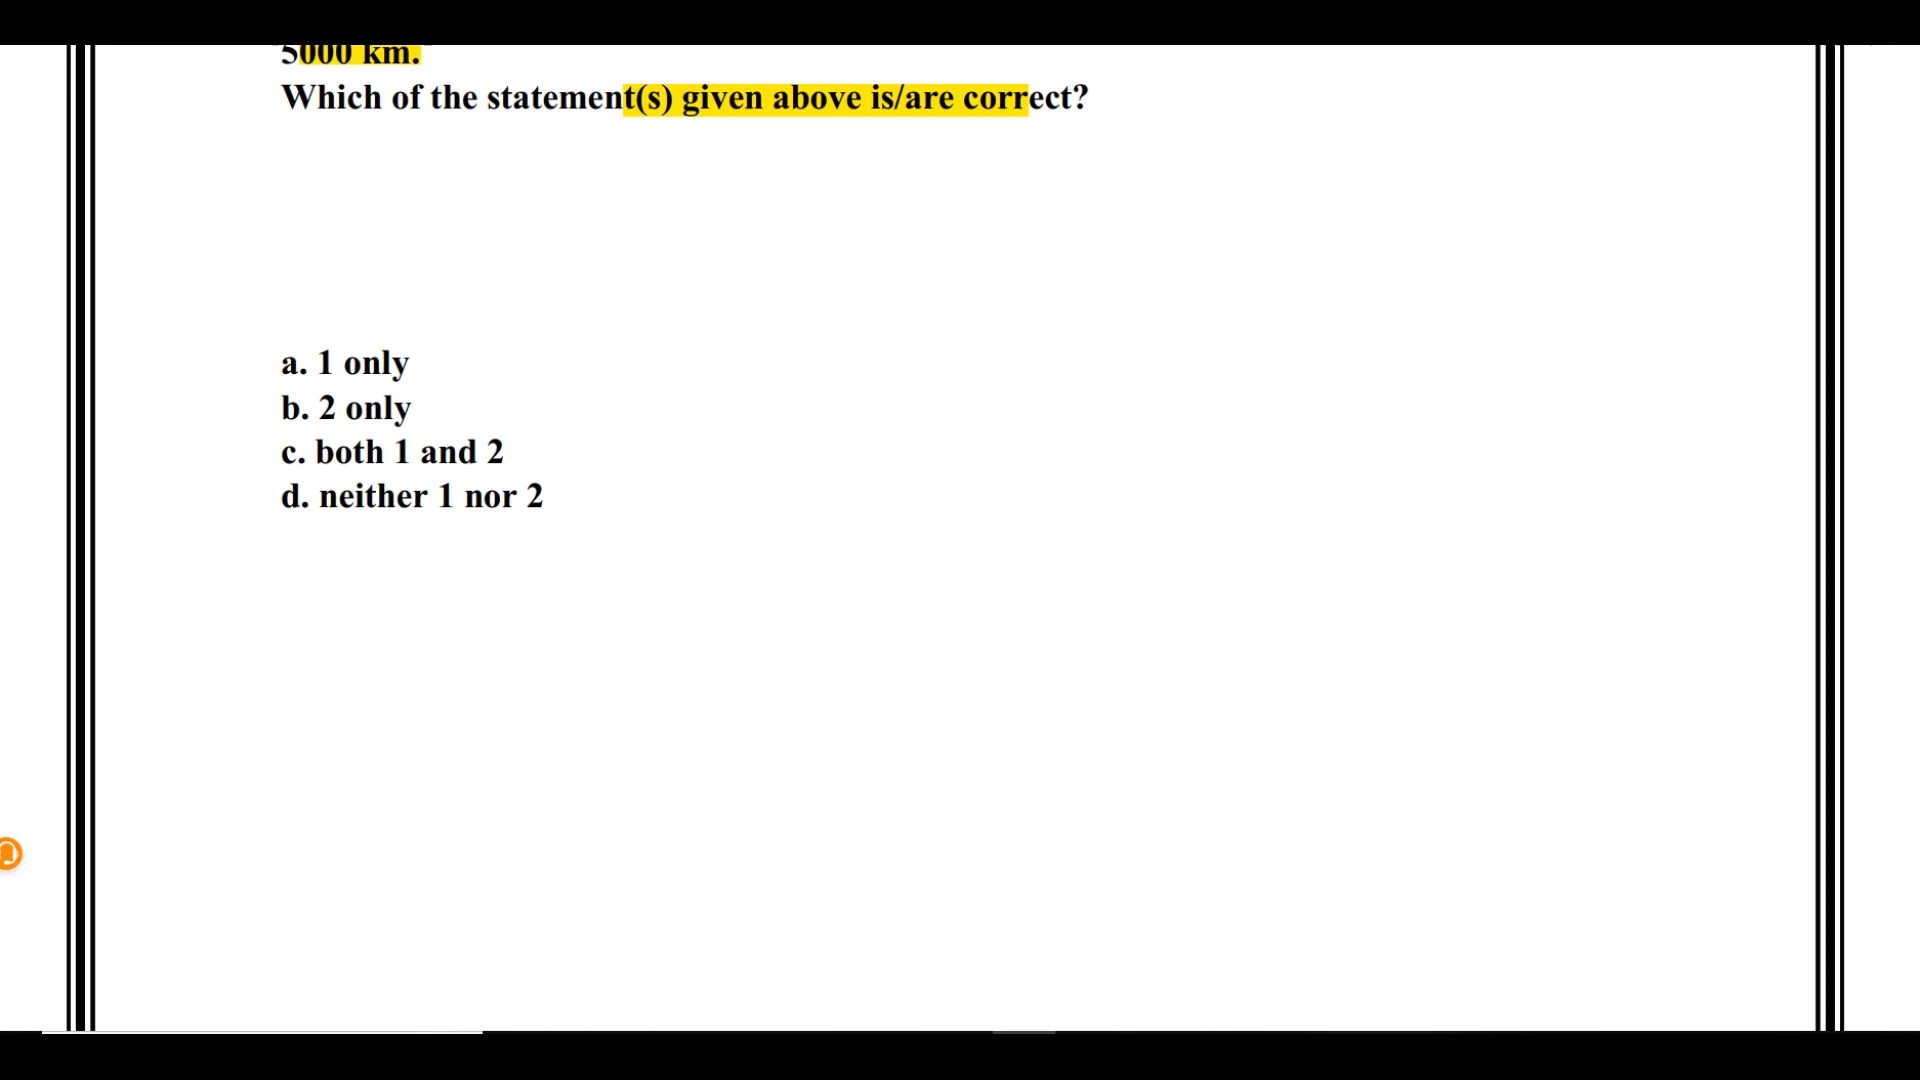 5000 km.
Which of the statement(s) given above is/are correct?
a. 1 only
b. 2 only
c. both 1 and 2
d. neither 1 nor 2